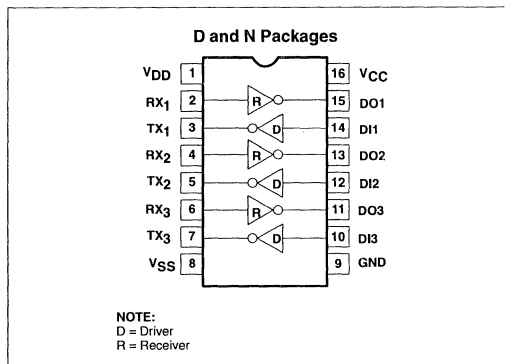 D and N Packages
VDD 1 16 VCC
RX1 2 R 15 DO1
TX1 3 D 14 DI1
RX2 4 R 13 DO2
TX2 5 D 12 DI2
RX3 6 R 11 DO3
TX3 7 D 10 DI3
VSS 8 9 GND
NOTE:
D = Driver
R = Receiver